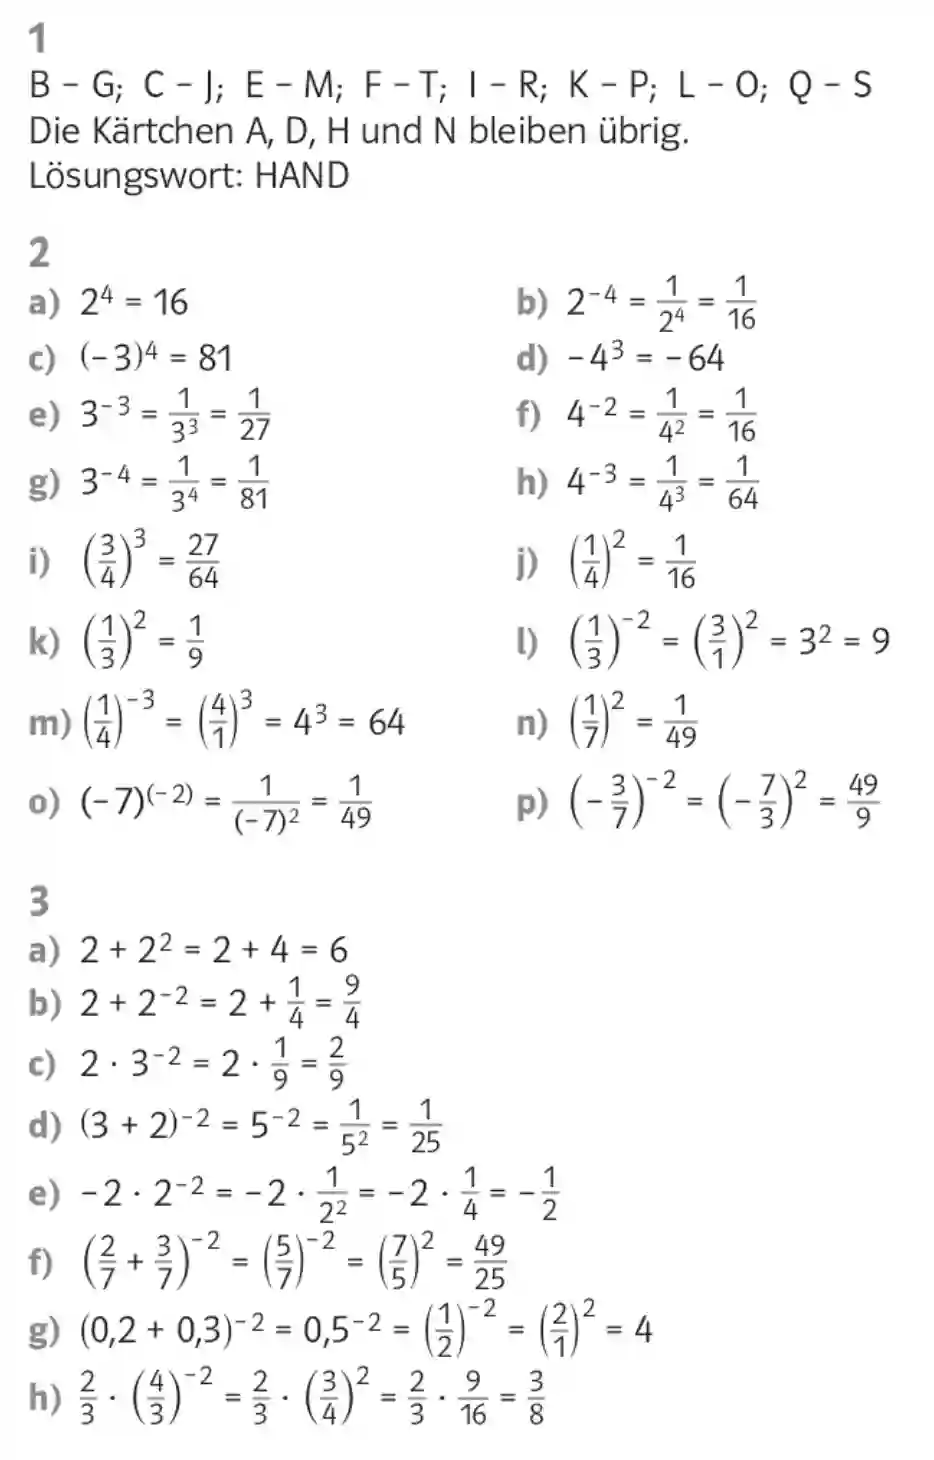 1
B – G; C – J; E – M; F – T; I – R; K – P; L – O; Q – S
Die Kärtchen A, D, H und N bleiben übrig.
Lösungswort: HAND
2
a) 2⁴ = 16
b) 2⁻⁴ = 1/2⁴ = 1/16
c) (−3)⁴ = 81
d) −4³ = −64
e) 3⁻³ = 1/3³ = 1/27
f) 4⁻² = 1/4² = 1/16
g) 3⁻⁴ = 1/3⁴ = 1/81
h) 4⁻³ = 1/4³ = 1/64
i) (3/4)³ = 27/64
j) (1/4)² = 1/16
k) (1/3)² = 1/9
l) (1/3)⁻² = (3/1)² = 3² = 9
m) (1/4)⁻³ = (4/1)³ = 4³ = 64
n) (1/7)² = 1/49
o) (−7)⁽⁻²⁾ = 1/(−7)² = 1/49
p) (−3/7)⁻² = (−7/3)² = 49/9
3
a) 2 + 2² = 2 + 4 = 6
b) 2 + 2⁻² = 2 + 1/4 = 9/4
c) 2 · 3⁻² = 2 · 1/9 = 2/9
d) (3 + 2)⁻² = 5⁻² = 1/5² = 1/25
e) −2 · 2⁻² = −2 · 1/2² = −2 · 1/4 = −1/2
f) (2/7 + 3/7)⁻² = (5/7)⁻² = (7/5)² = 49/25
g) (0,2 + 0,3)⁻² = 0,5⁻² = (1/2)⁻² = (2/1)² = 4
h) 2/3 · (4/3)⁻² = 2/3 · (3/4)² = 2/3 · 9/16 = 3/8